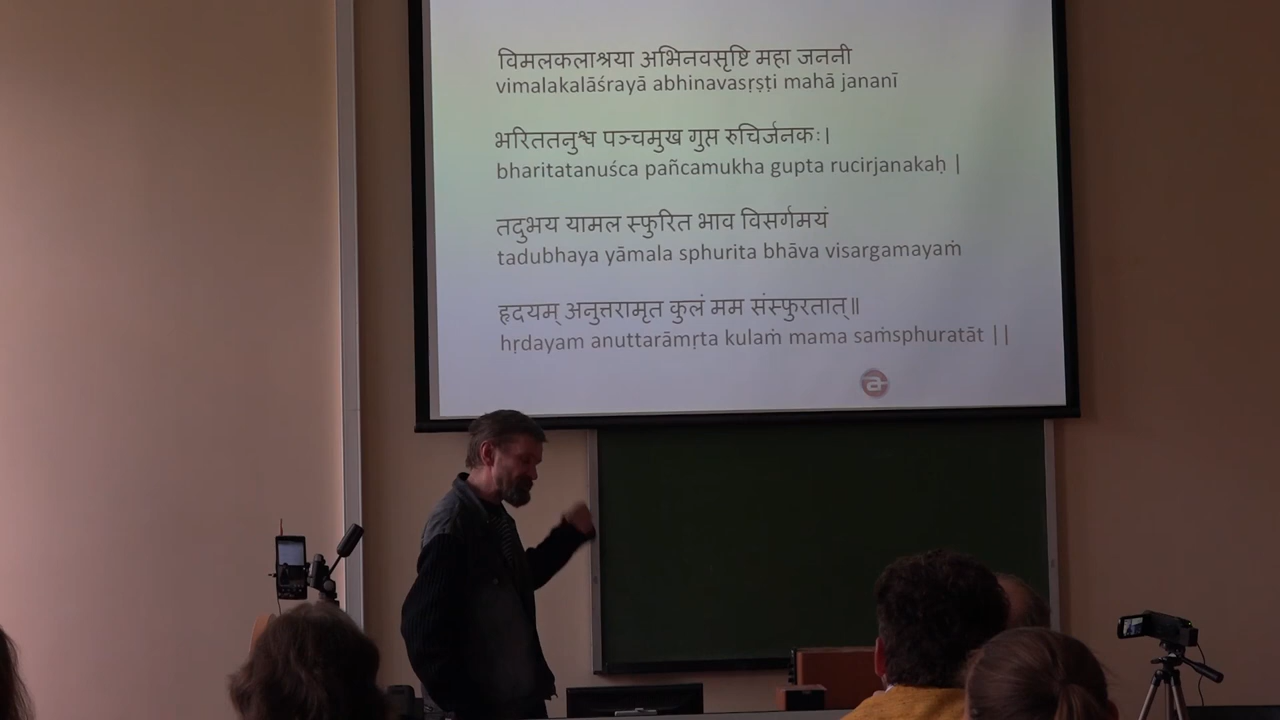 विमलकलाश्रया अभिनवसृष्टि महा जननी
vimalakalāśrayā abhinavasṛṣṭi mahā jananī
भरिततनुश्च पञ्चमुख गुप्त रुचिर्जनकः।
bharitatanuśca pañcamukha gupta rucirjanakaḥ |
तदुभय यामल स्फुरित भाव विसर्गमयं
tadubhaya yāmala sphurita bhāva visargamayaṁ
हृदयम् अनुत्तरामृत कुलं मम संस्फुरतात्॥
hṛdayam anuttarāmṛta kulaṁ mama saṁsphuratāt ||
a